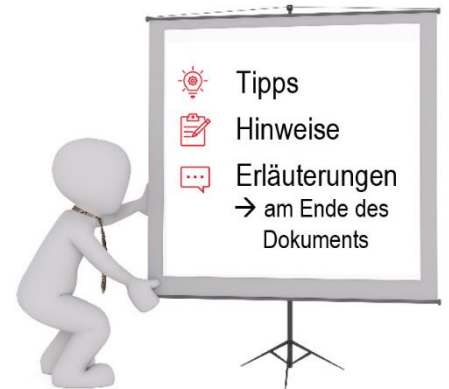 Tipps
Hinweise
Erläuterungen
→ am Ende des
Dokuments